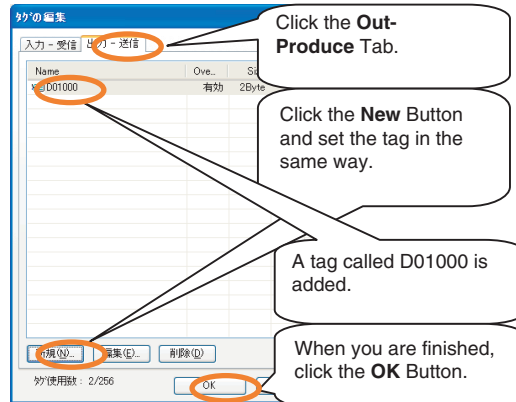 ﾀｸﾞの編集
Click the Out-
Produce Tab.
入力 - 受信
出力 - 送信
Name
Ove...
D01000
有効
2Byte
Click the New Button
and set the tag in the
same way.
A tag called D01000 is
added.
新規(N)...
編集(E)...
削除(D)
When you are finished,
click the OK Button.
ﾀｸﾞ使用数 : 2/256
OK